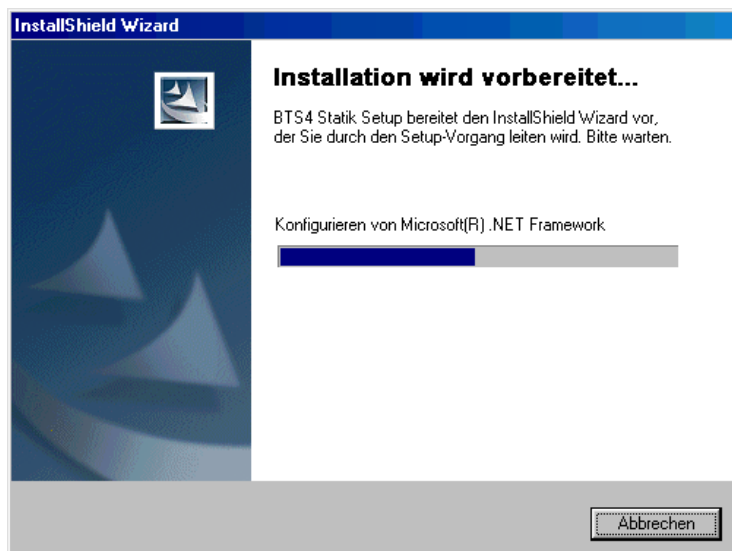 InstallShield Wizard
Installation wird vorbereitet...
BTS4 Statik Setup bereitet den InstallShield Wizard vor,
der Sie durch den Setup-Vorgang leiten wird. Bitte warten.
Konfigurieren von Microsoft(R) .NET Framework
Abbrechen